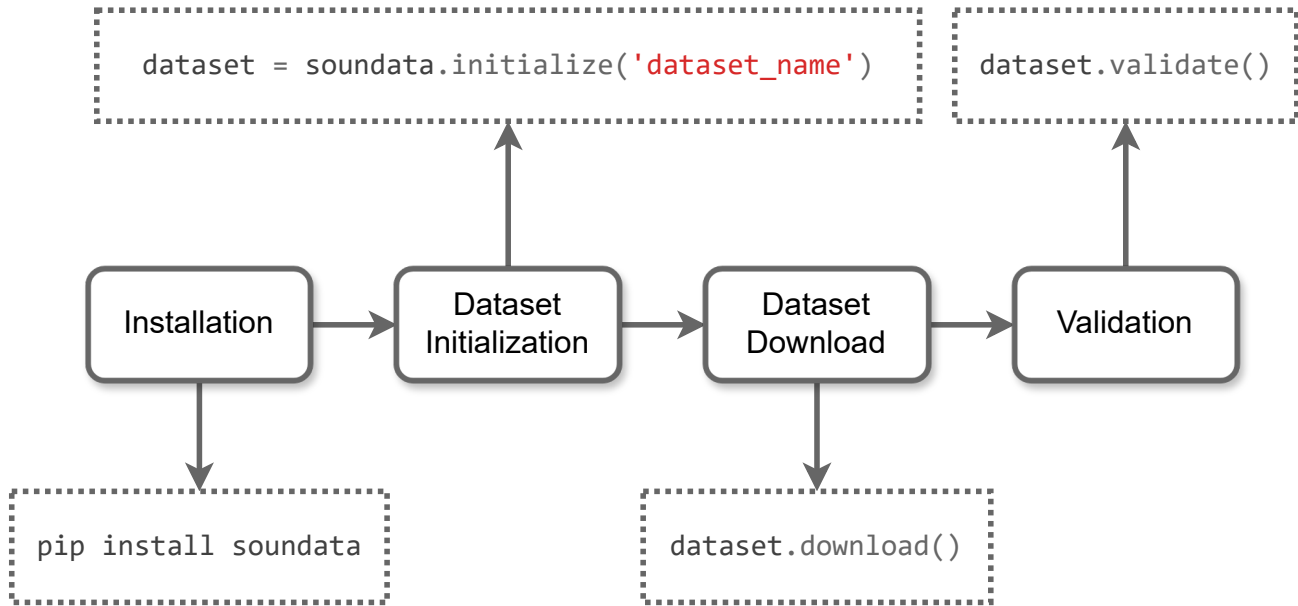 dataset = soundata.initialize('dataset_name')
dataset.validate()
Installation
Dataset
Initialization
Dataset
Download
Validation
pip install soundata
dataset.download()